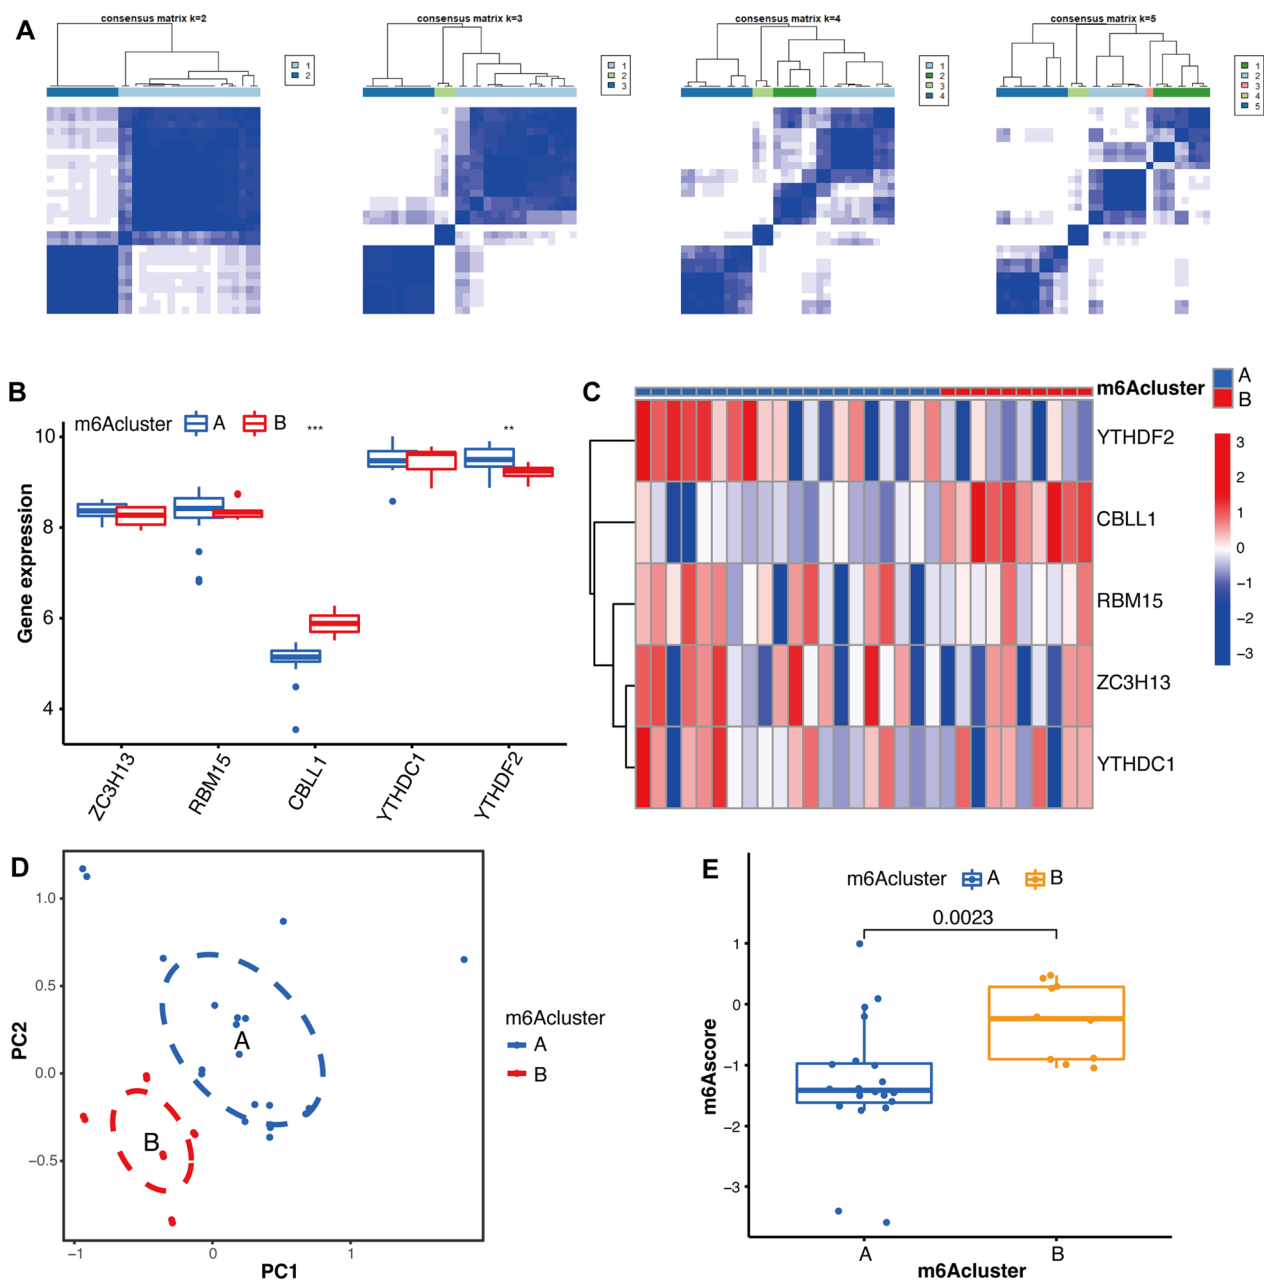 A
consensus matrix k=2
1
2
consensus matrix k=3
1
2
3
consensus matrix k=4
1
2
3
4
consensus matrix k=5
1
2
3
4
5
B
m6Acluster A B
***
**
Gene expression
10
8
6
4
ZC3H13
RBM15
CBLL1
YTHDC1
YTHDF2
C
m6Acluster
A
B
YTHDF2
CBLL1
RBM15
ZC3H13
YTHDC1
3
2
1
0
−1
−2
−3
D
PC2
1.0
0.5
0.0
−0.5
A
B
−1
0
1
PC1
m6Acluster
A
B
E
m6Acluster A B
0.0023
m6Ascore
1
0
−1
−2
−3
A
B
m6Acluster